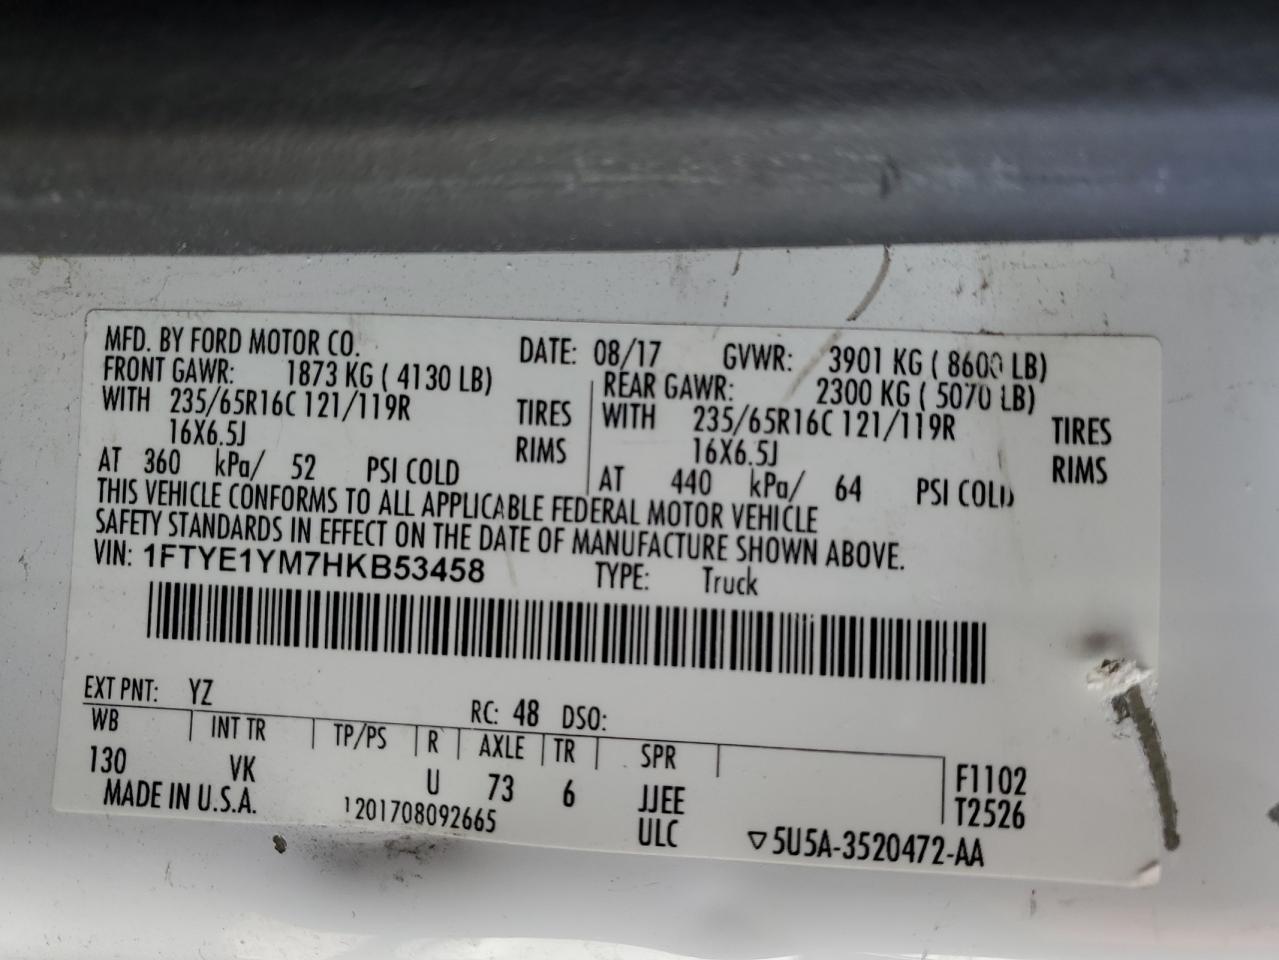 MFD. BY FORD MOTOR CO. DATE: 08/17 GVWR: 3901 KG ( 8600 LB)
FRONT GAWR: 1873 KG ( 4130 LB) REAR GAWR: 2300 KG ( 5070 LB)
WITH 235/65R16C 121/119R TIRES WITH 235/65R16C 121/119R TIRES
16X6.5J RIMS 16X6.5J RIMS
AT 360 kPa/ 52 PSI COLD AT 440 kPa/ 64 PSI COLD
THIS VEHICLE CONFORMS TO ALL APPLICABLE FEDERAL MOTOR VEHICLE
SAFETY STANDARDS IN EFFECT ON THE DATE OF MANUFACTURE SHOWN ABOVE.
VIN: 1FTYE1YM7HKB53458 TYPE: Truck
EXT PNT: YZ RC: 48 DSO:
WB INT TR TP/PS R AXLE TR SPR
130 VK U 73 6 JJEE F1102
MADE IN U.S.A. 1201708092665 ULC T2526
▽5U5A-3520472-AA